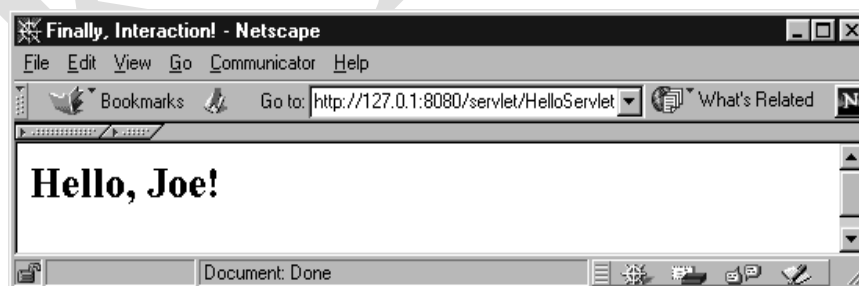 Finally, Interaction! - Netscape
File Edit View Go Communicator Help
Bookmarks Go to: http://127.0.1:8080/servlet/HelloServlet What's Related N
Hello, Joe!
Document: Done